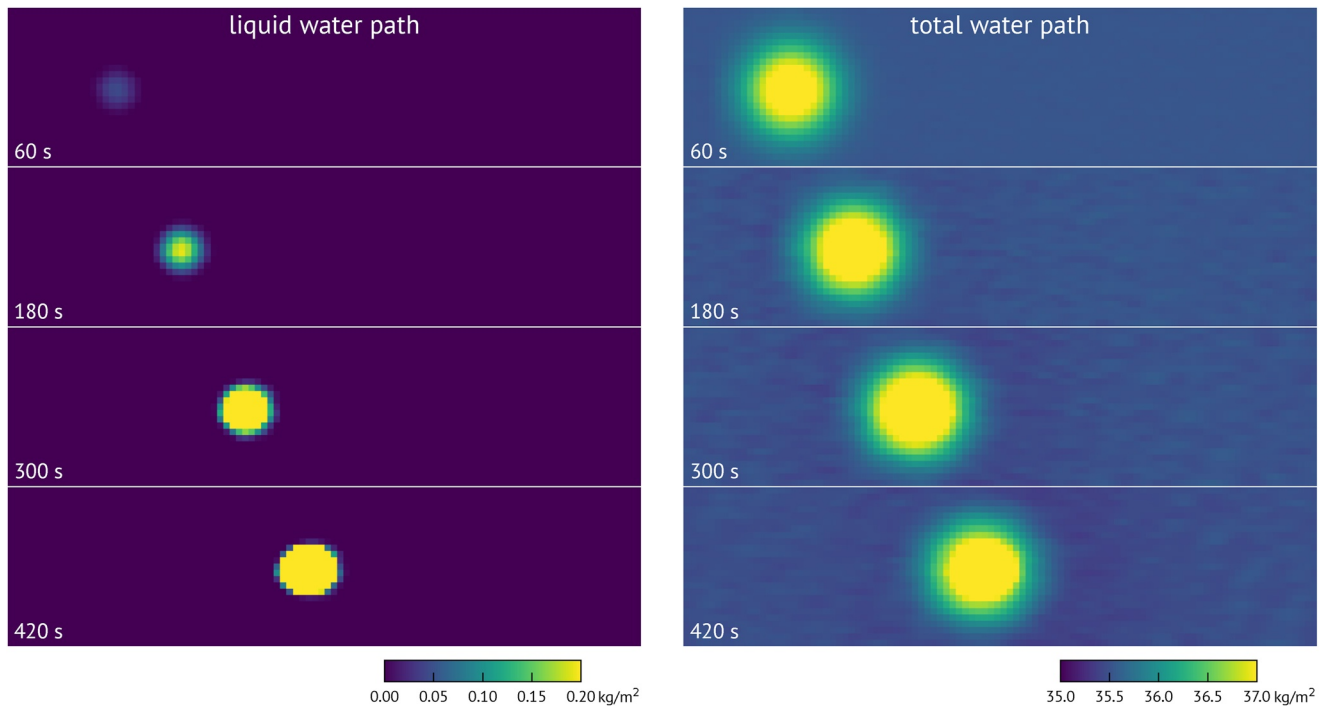 liquid water path
60 s
180 s
300 s
420 s
0.00 0.05 0.10 0.15 0.20 kg/m²
total water path
60 s
180 s
300 s
420 s
35.0 35.5 36.0 36.5 37.0 kg/m²